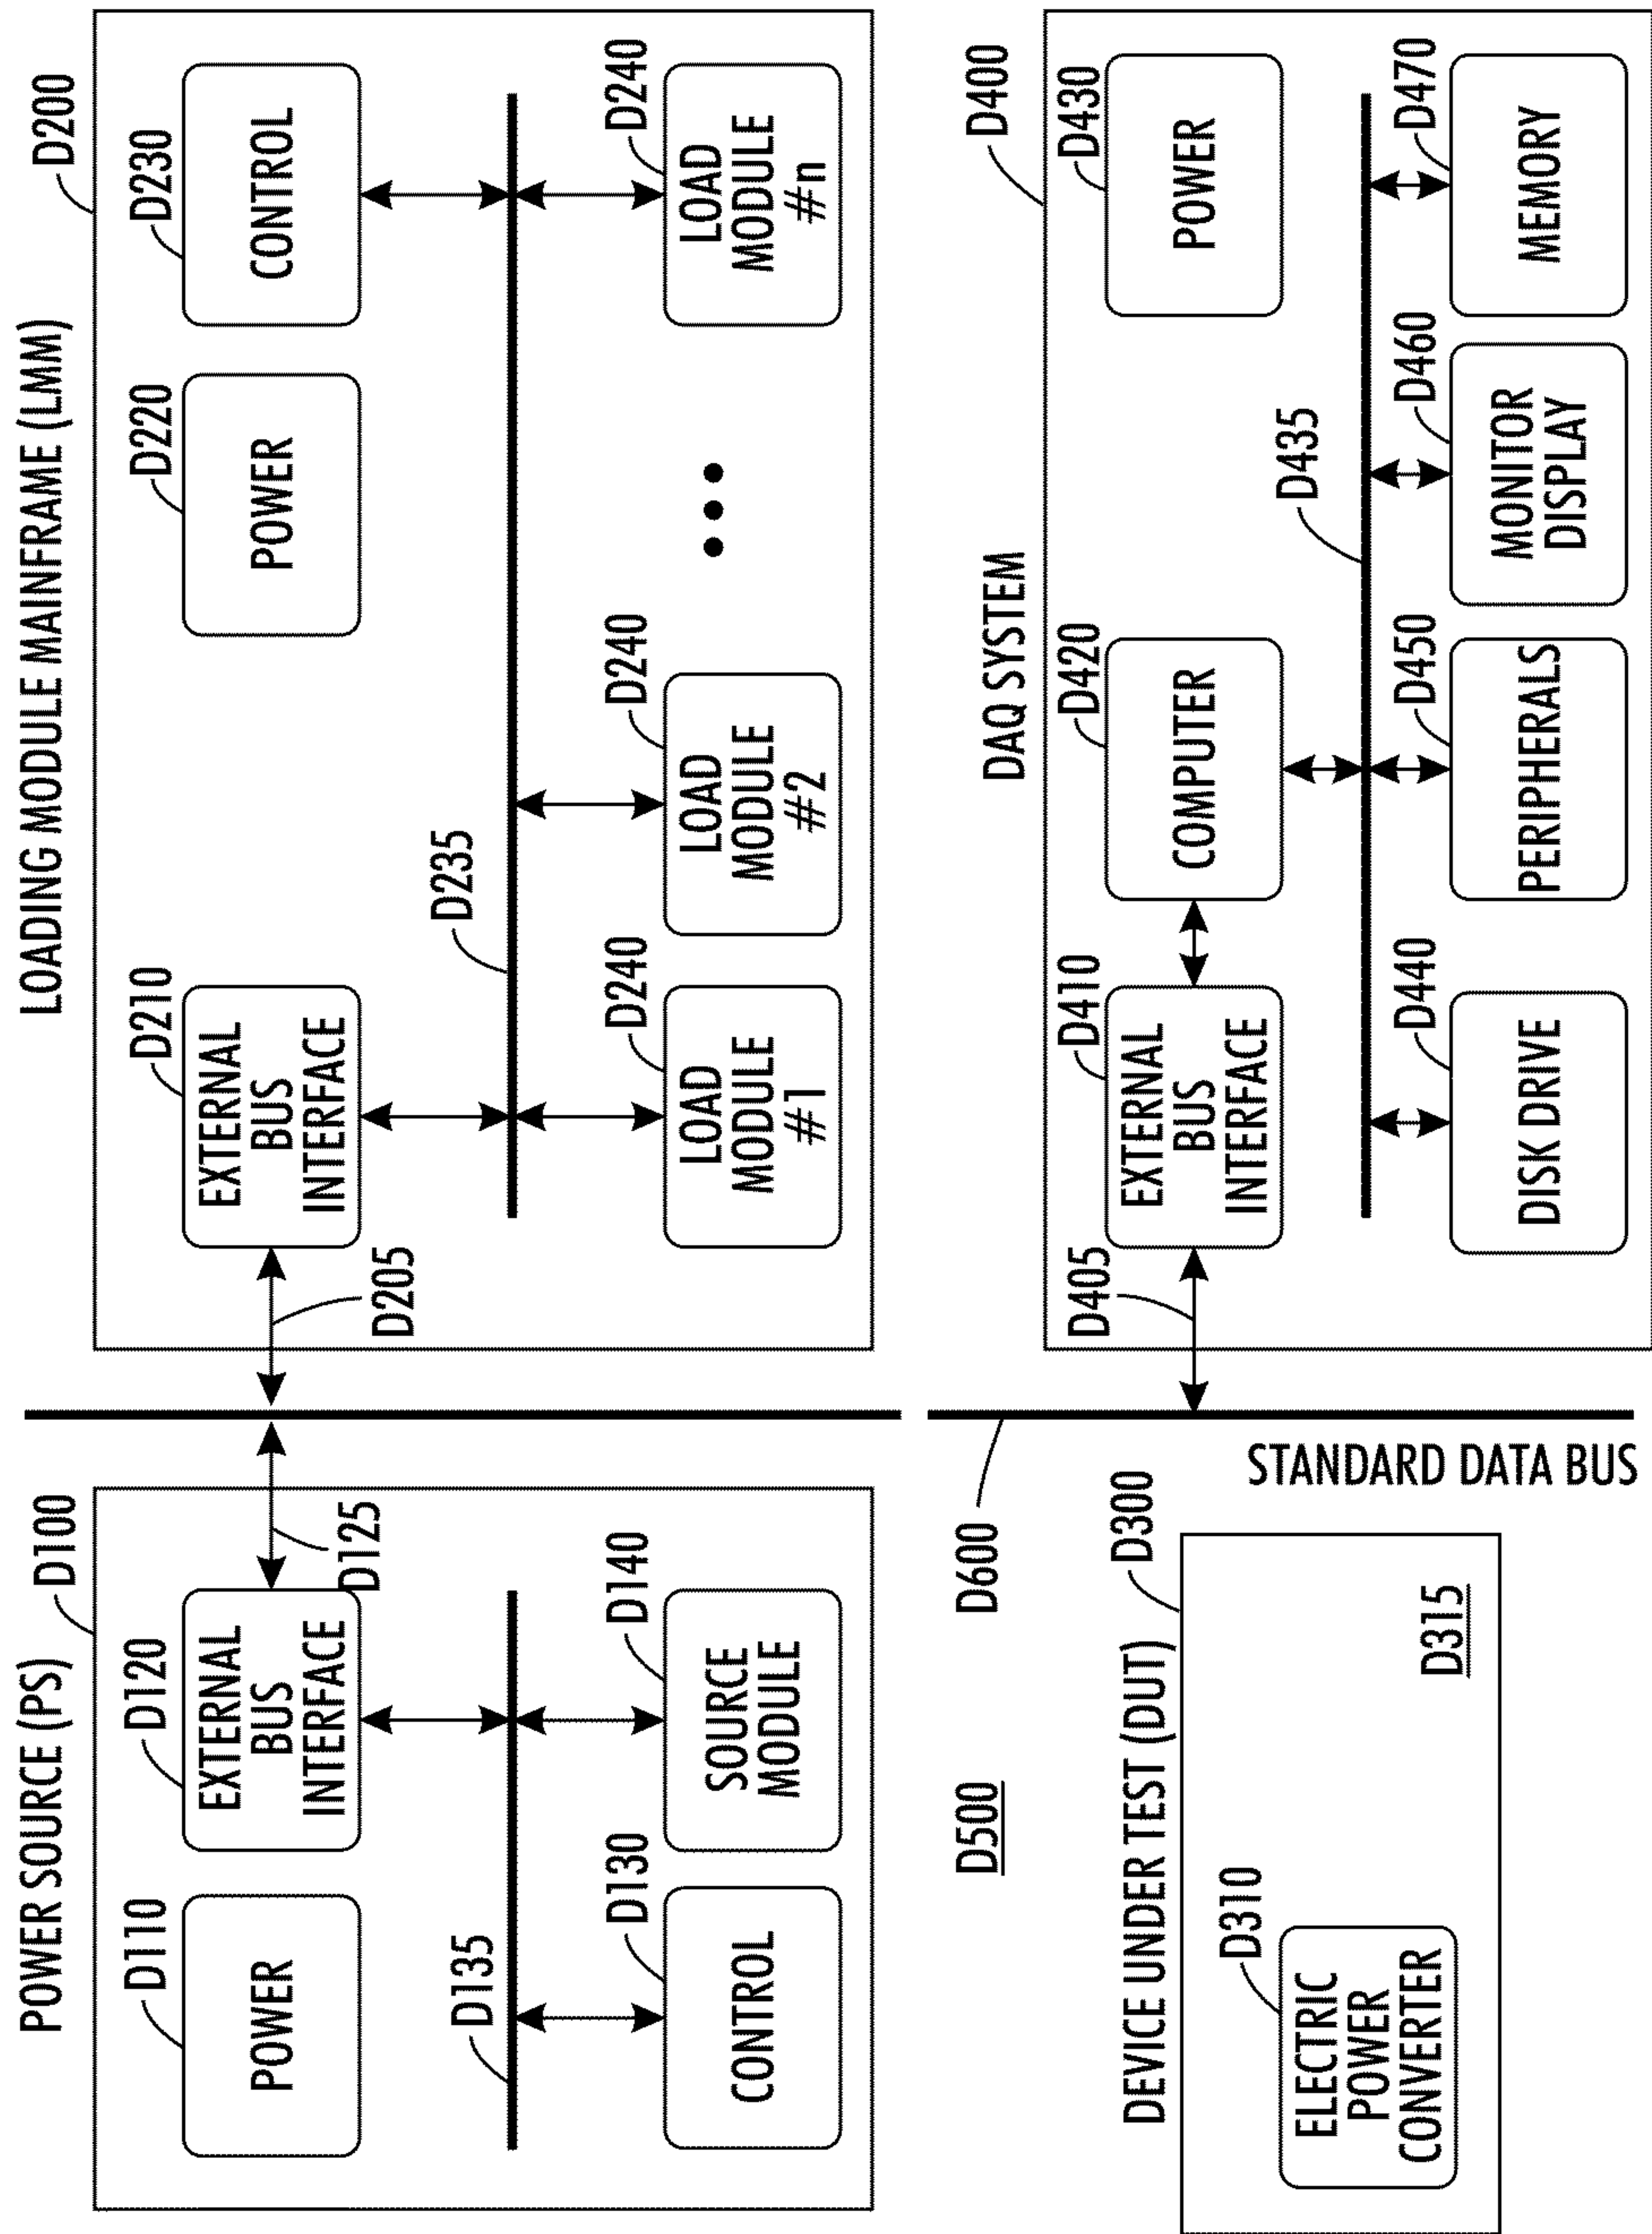 POWER SOURCE (PS)
D100
D110
POWER
D120
EXTERNAL
BUS
INTERFACE
D125
D135
D130
CONTROL
D140
SOURCE
MODULE
LOADING MODULE MAINFRAME (LMM)
D200
D205
D210
EXTERNAL
BUS
INTERFACE
D220
POWER
D230
CONTROL
D235
D240
LOAD
MODULE
#1
D240
LOAD
MODULE
#2
D240
LOAD
MODULE
#n
D500
D600
STANDARD DATA BUS
DEVICE UNDER TEST (DUT)
D300
D310
ELECTRIC
POWER
CONVERTER
D315
DAQ SYSTEM
D400
D405
D410
EXTERNAL
BUS
INTERFACE
D420
COMPUTER
D430
POWER
D435
D440
DISK DRIVE
D450
PERIPHERALS
D460
MONITOR
DISPLAY
D470
MEMORY